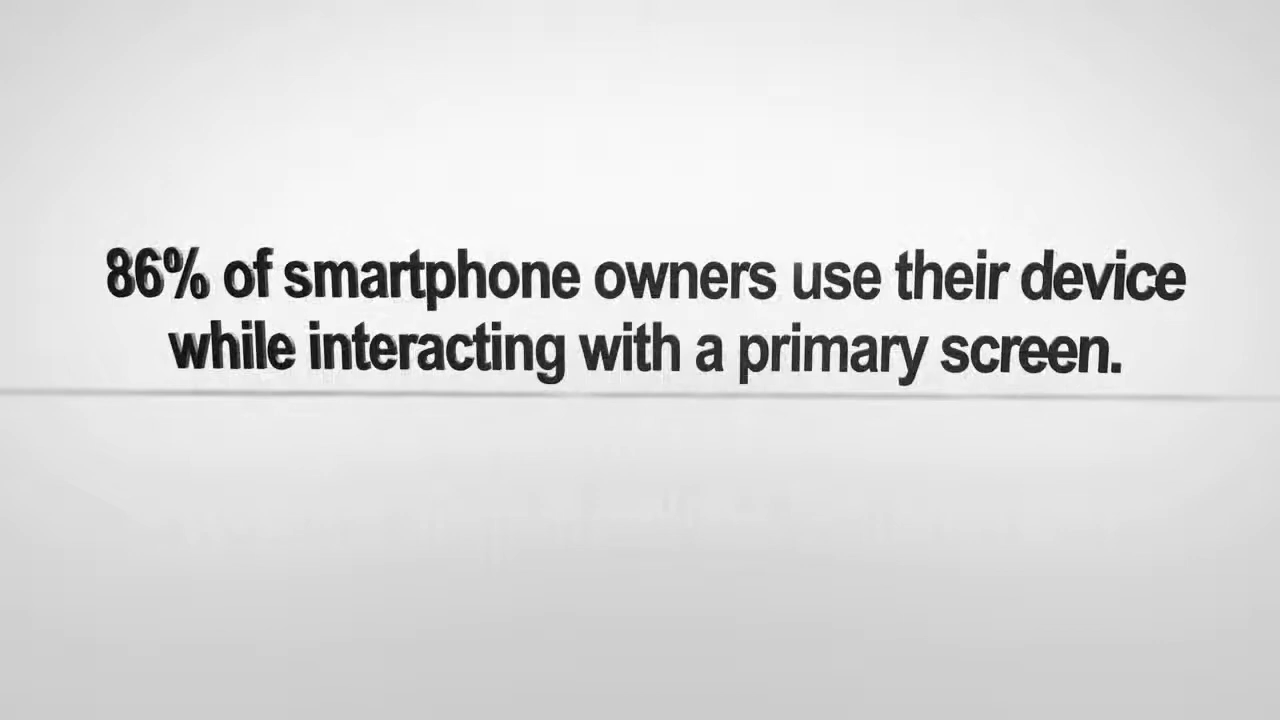 86% of smartphone owners use their device
while interacting with a primary screen.